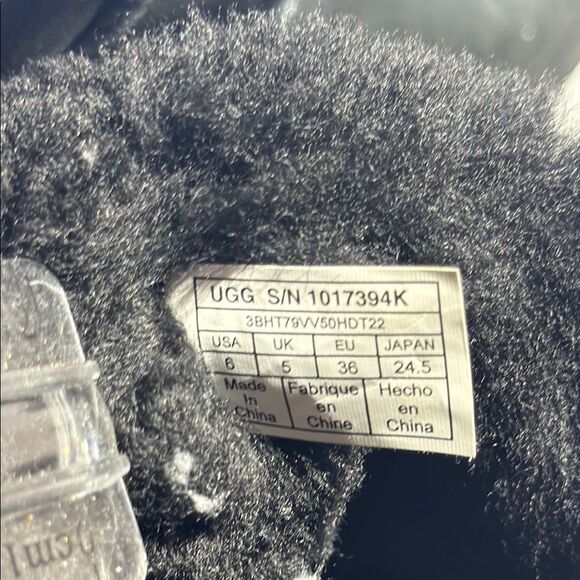 UGG S/N 1017394K
3BHT79VV50HDT22
USA UK EU JAPAN
6 5 36 24.5
Made in China
Fabrique en Chine
Hecho en China